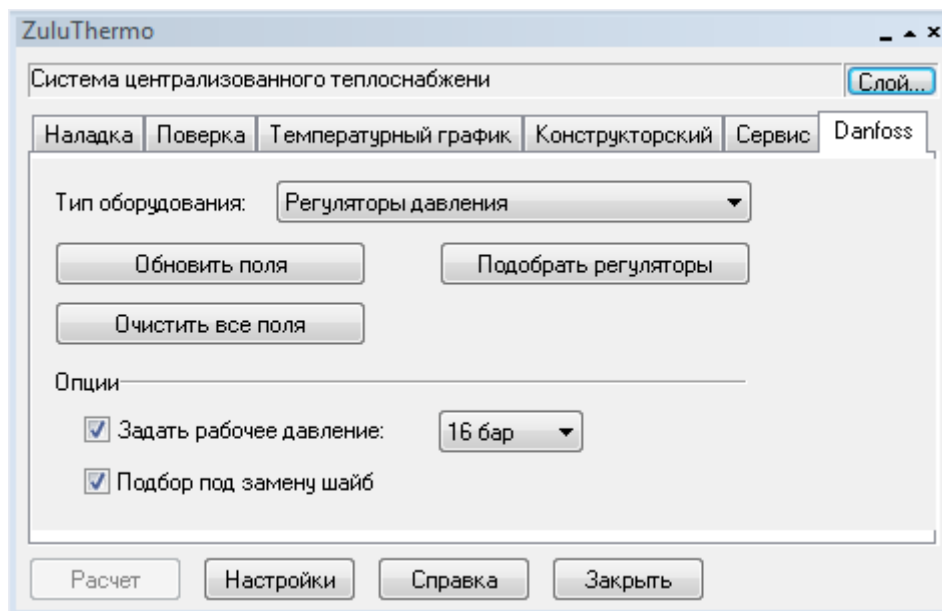 ZuluThermo
Система централизованного теплоснабжени
Слой...
Наладка Поверка Температурный график Конструкторский Сервис Danfoss
Тип оборудования: Регуляторы давления
Обновить поля Подобрать регуляторы
Очистить все поля
Опции
Задать рабочее давление: 16 бар
Подбор под замену шайб
Расчет Настройки Справка Закрыть